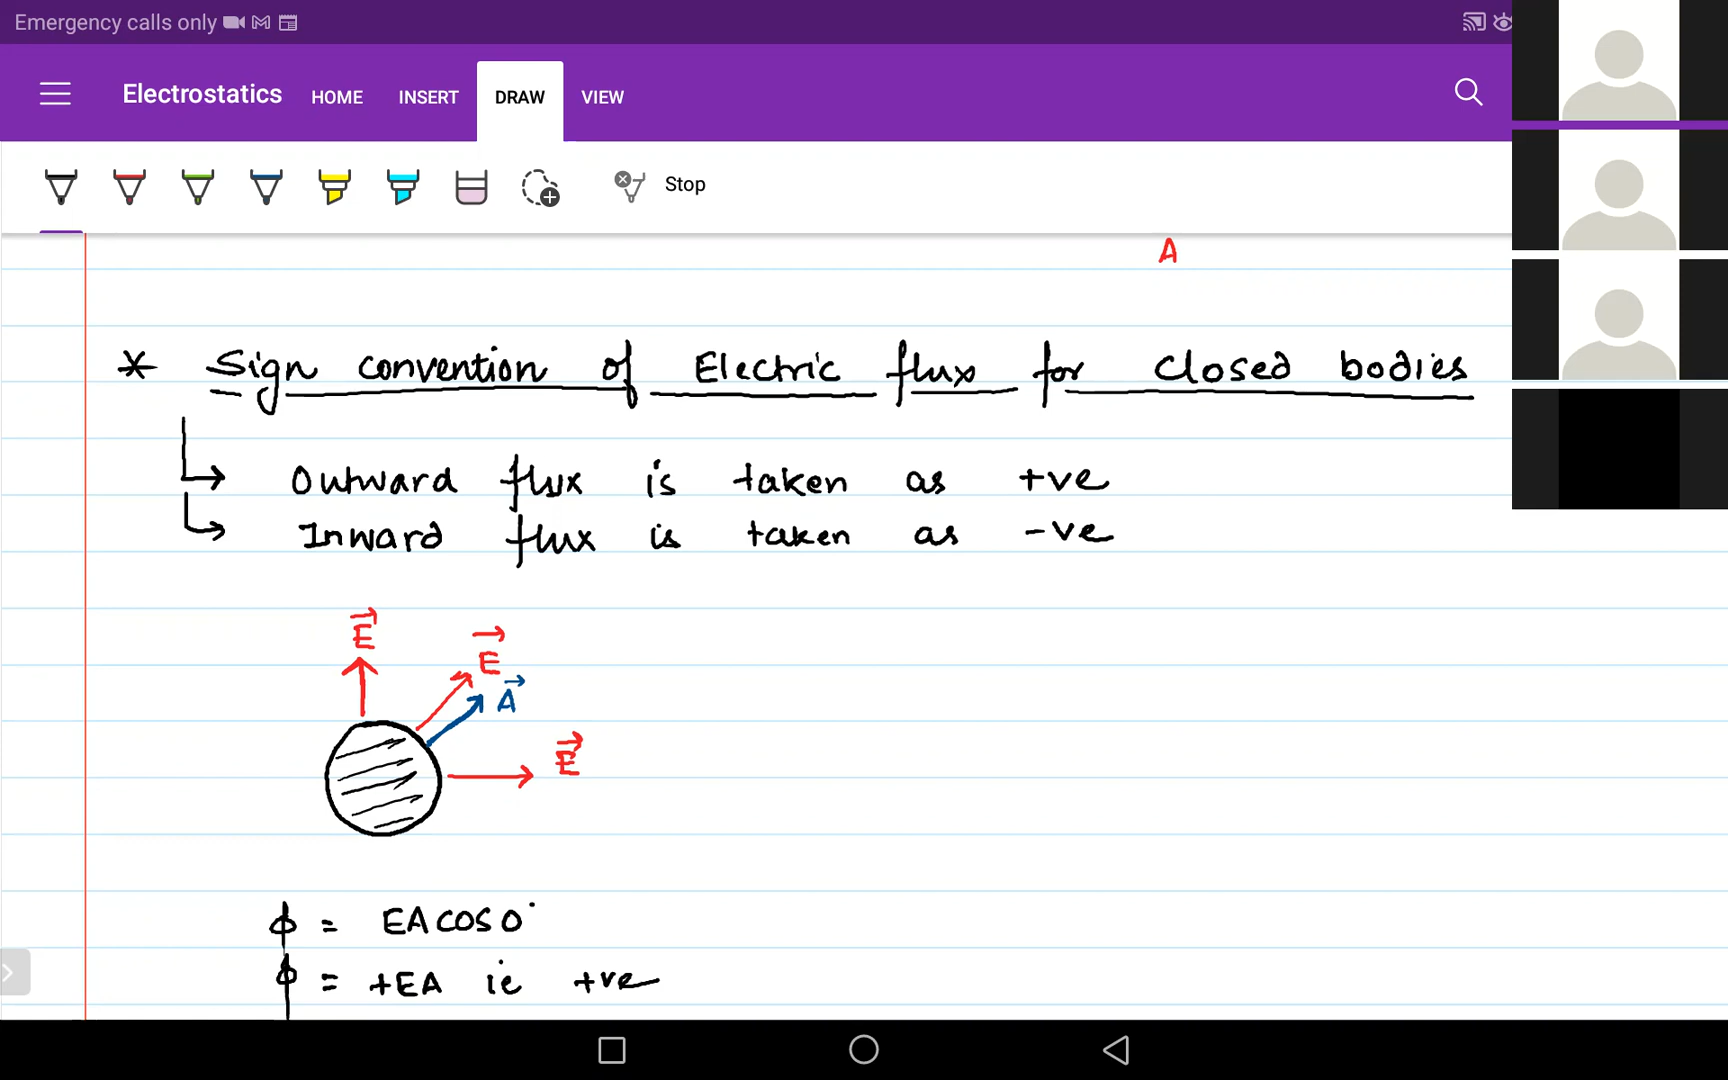 Emergency calls only
Electrostatics HOME INSERT DRAW VIEW
Stop
A
* Sign convention of Electric flux for closed bodies
↳ Outward flux is taken as +ve
↳ Inward flux is taken as -ve
E⃗
E⃗
A⃗
E⃗
ϕ = EA cos 0°
ϕ = +EA ie +ve